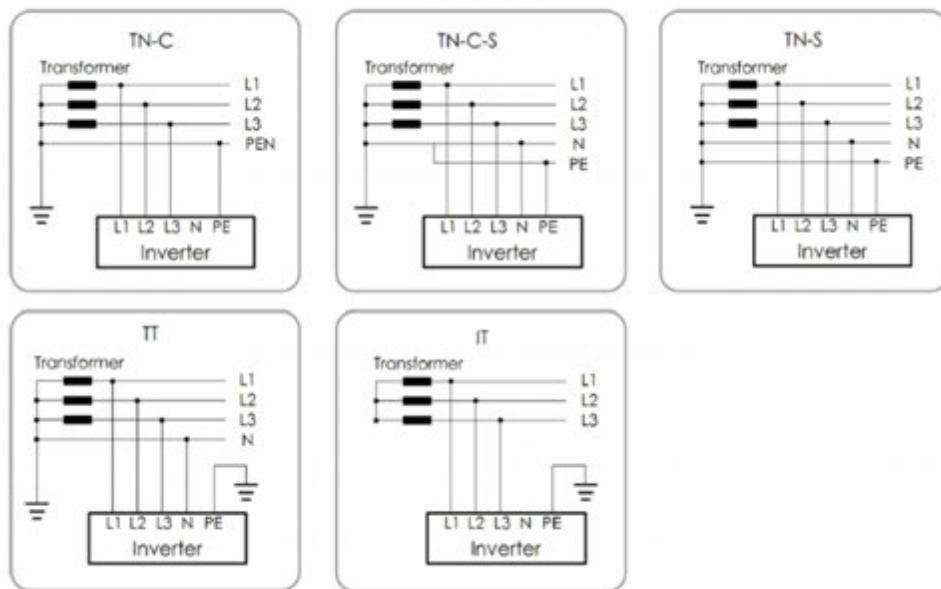 TN-C
Transformer
L1
L2
L3
PEN
L1 L2 L3 N PE
Inverter
TN-C-S
Transformer
L1
L2
L3
N
PE
L1 L2 L3 N PE
Inverter
TN-S
Transformer
L1
L2
L3
N
PE
L1 L2 L3 N PE
Inverter
TT
Transformer
L1
L2
L3
N
L1 L2 L3 N PE
Inverter
IT
Transformer
L1
L2
L3
L1 L2 L3 N PE
Inverter